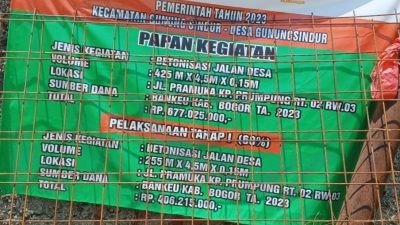 PEMERINTAH TAHUN 2023
KECAMATAN GUNUNG SINDUR - DESA GUNUNGSINDUR
PAPAN KEGIATAN
JENIS KEGIATAN : BETONISASI JALAN DESA
VOLUME : 425 M X 4,5M X 0,15M
LOKASI : JL. PRAMUKA KP. PRUMPUNG RT. 02 RW.03
SUMBER DANA : BANKEU KAB. BOGOR TA. 2023
TOTAL : RP. 677.025.000,-
PELAKSANAAN TAHAP I (60%)
JENIS KEGIATAN : BETONISASI JALAN DESA
VOLUME : 255 M X 4,5M X 0,15M
LOKASI : JL. PRAMUKA KP. PRUMPUNG RT. 02 RW.03
SUMBER DANA : BANKEU KAB. BOGOR TA. 2023
TOTAL : RP. 406.215.000,-